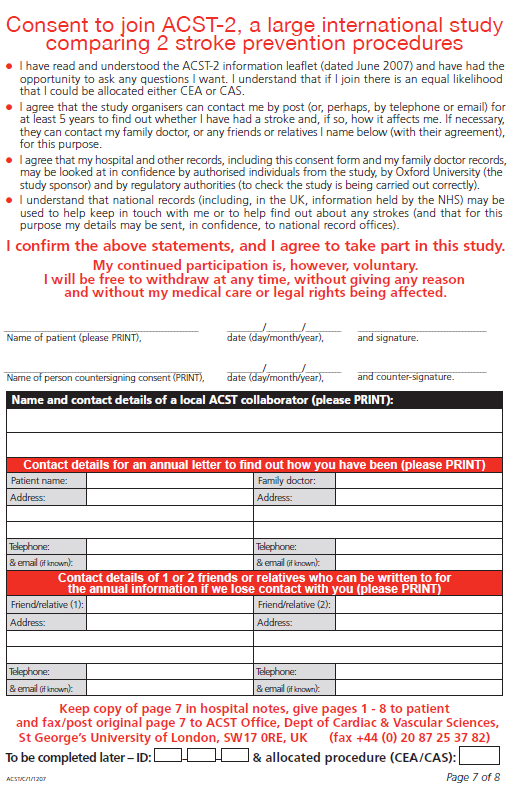 Consent to join ACST-2, a large international study
comparing 2 stroke prevention procedures
• I have read and understood the ACST-2 information leaflet (dated June 2007) and have had the
opportunity to ask any questions I want. I understand that if I join there is an equal likelihood
that I could be allocated either CEA or CAS.
• I agree that the study organisers can contact me by post (or, perhaps, by telephone or email) for
at least 5 years to find out whether I have had a stroke and, if so, how it affects me. If necessary,
they can contact my family doctor, or any friends or relatives I name below (with their agreement),
for this purpose.
• I agree that my hospital and other records, including this consent form and my family doctor records,
may be looked at in confidence by authorised individuals from the study, by Oxford University (the
study sponsor) and by regulatory authorities (to check the study is being carried out correctly).
• I understand that national records (including, in the UK, information held by the NHS) may be
used to help keep in touch with me or to help find out about any strokes (and that for this
purpose my details may be sent, in confidence, to national record offices).
I confirm the above statements, and I agree to take part in this study.
My continued participation is, however, voluntary.
I will be free to withdraw at any time, without giving any reason
and without my medical care or legal rights being affected.
/ /
Name of patient (please PRINT), date (day/month/year), and signature.
/ /
Name of person countersigning consent (PRINT), date (day/month/year), and counter-signature.
Name and contact details of a local ACST collaborator (please PRINT):
Contact details for an annual letter to find out how you have been (please PRINT)
Patient name: Family doctor:
Address: Address:
Telephone: Telephone:
& email (if known): & email (if known):
Contact details of 1 or 2 friends or relatives who can be written to for
the annual information if we lose contact with you (please PRINT)
Friend/relative (1): Friend/relative (2):
Address: Address:
Telephone: Telephone:
& email (if known): & email (if known):
Keep copy of page 7 in hospital notes, give pages 1 - 8 to patient
and fax/post original page 7 to ACST Office, Dept of Cardiac & Vascular Sciences,
St George's University of London, SW17 0RE, UK (fax +44 (0) 20 87 25 37 82)
To be completed later – ID: - - & allocated procedure (CEA/CAS):
ACST/C/1/1207 Page 7 of 8